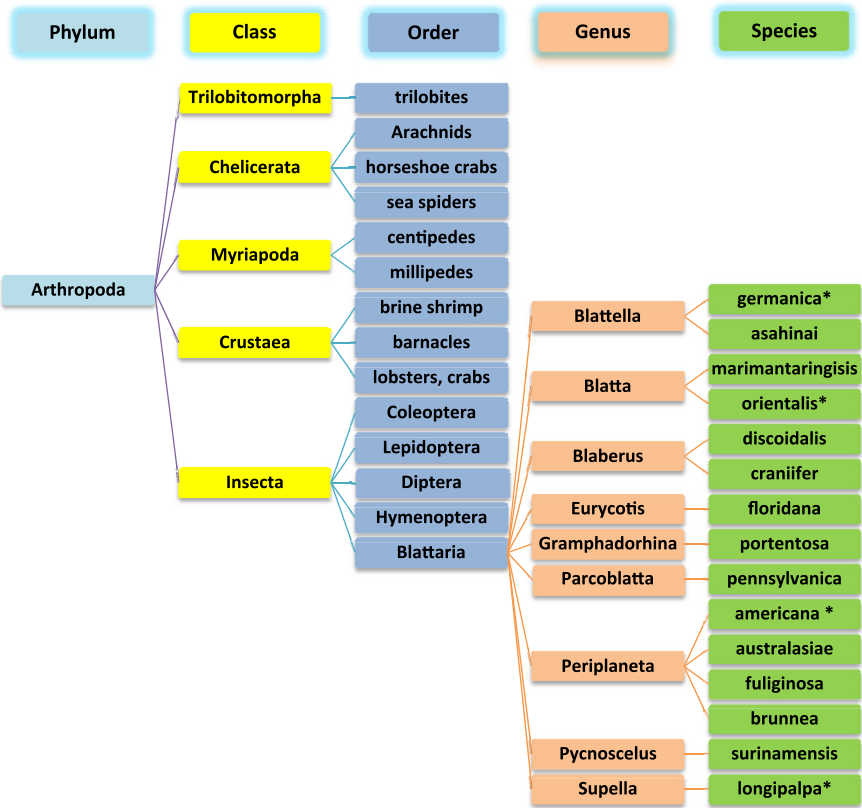 Phylum
Class
Order
Genus
Species
Trilobitomorpha
trilobites
Arachnids
Chelicerata
horseshoe crabs
sea spiders
centipedes
Myriapoda
millipedes
Arthropoda
germanica*
brine shrimp
Blattella
asahinai
Crustaea
barnacles
marimantaringisis
lobsters, crabs
Blatta
orientalis*
Coleoptera
discoidalis
Lepidoptera
Blaberus
craniifer
Insecta
Diptera
Eurycotis
floridana
Hymenoptera
Gramphadorhina
portentosa
Blattaria
Parcoblatta
pennsylvanica
americana *
australasiae
Periplaneta
fuliginosa
brunnea
Pycnoscelus
surinamensis
Supella
longipalpa*